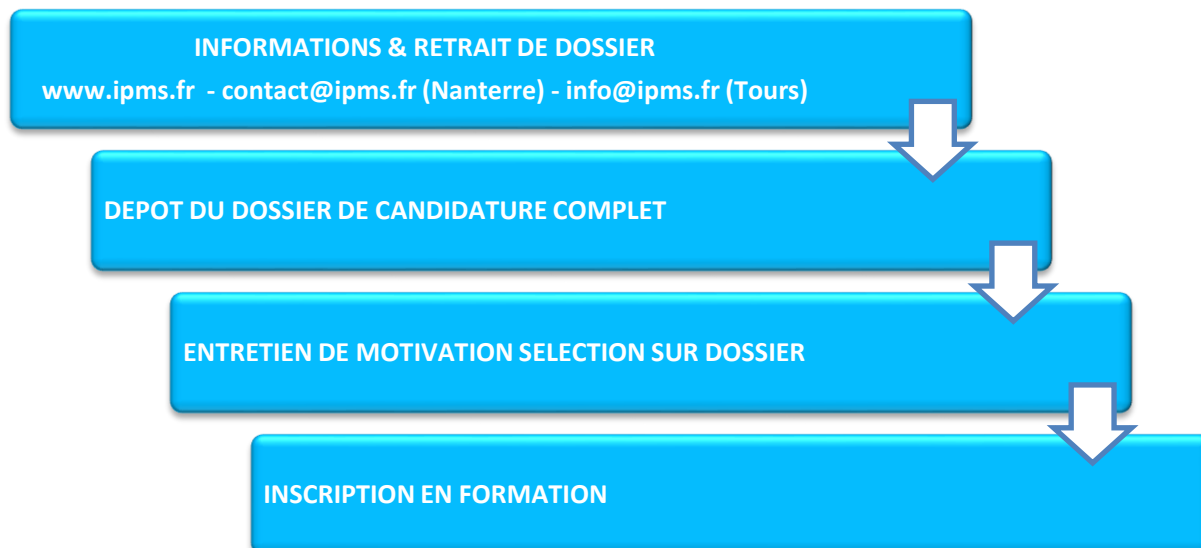 INFORMATIONS & RETRAIT DE DOSSIER
www.ipms.fr - contact@ipms.fr (Nanterre) - info@ipms.fr (Tours)
DEPOT DU DOSSIER DE CANDIDATURE COMPLET
ENTRETIEN DE MOTIVATION SELECTION SUR DOSSIER
INSCRIPTION EN FORMATION